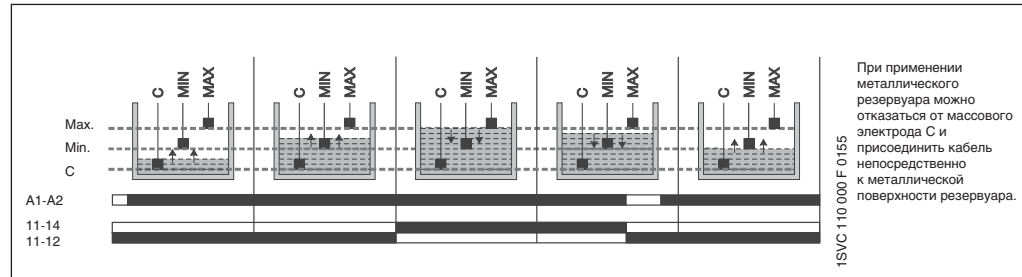 C MIN MAX C MIN MAX C MIN MAX C MIN MAX C MIN MAX
Max.
Min.
C
A1-A2
11-14
11-12
1SVC 110 000 F 0155
При применении
металлического
резервуара можно
отказаться от массового
электрода С и
присоединить кабель
непосредственно
к металлической
поверхности резервуара.